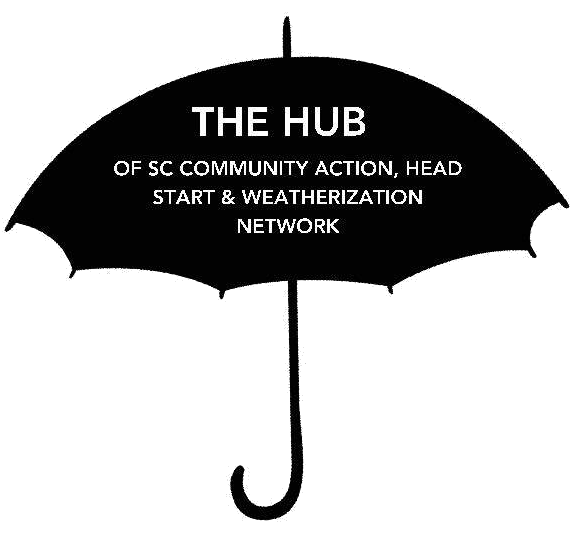 THE HUB
OF SC COMMUNITY ACTION, HEAD
START & WEATHERIZATION
NETWORK